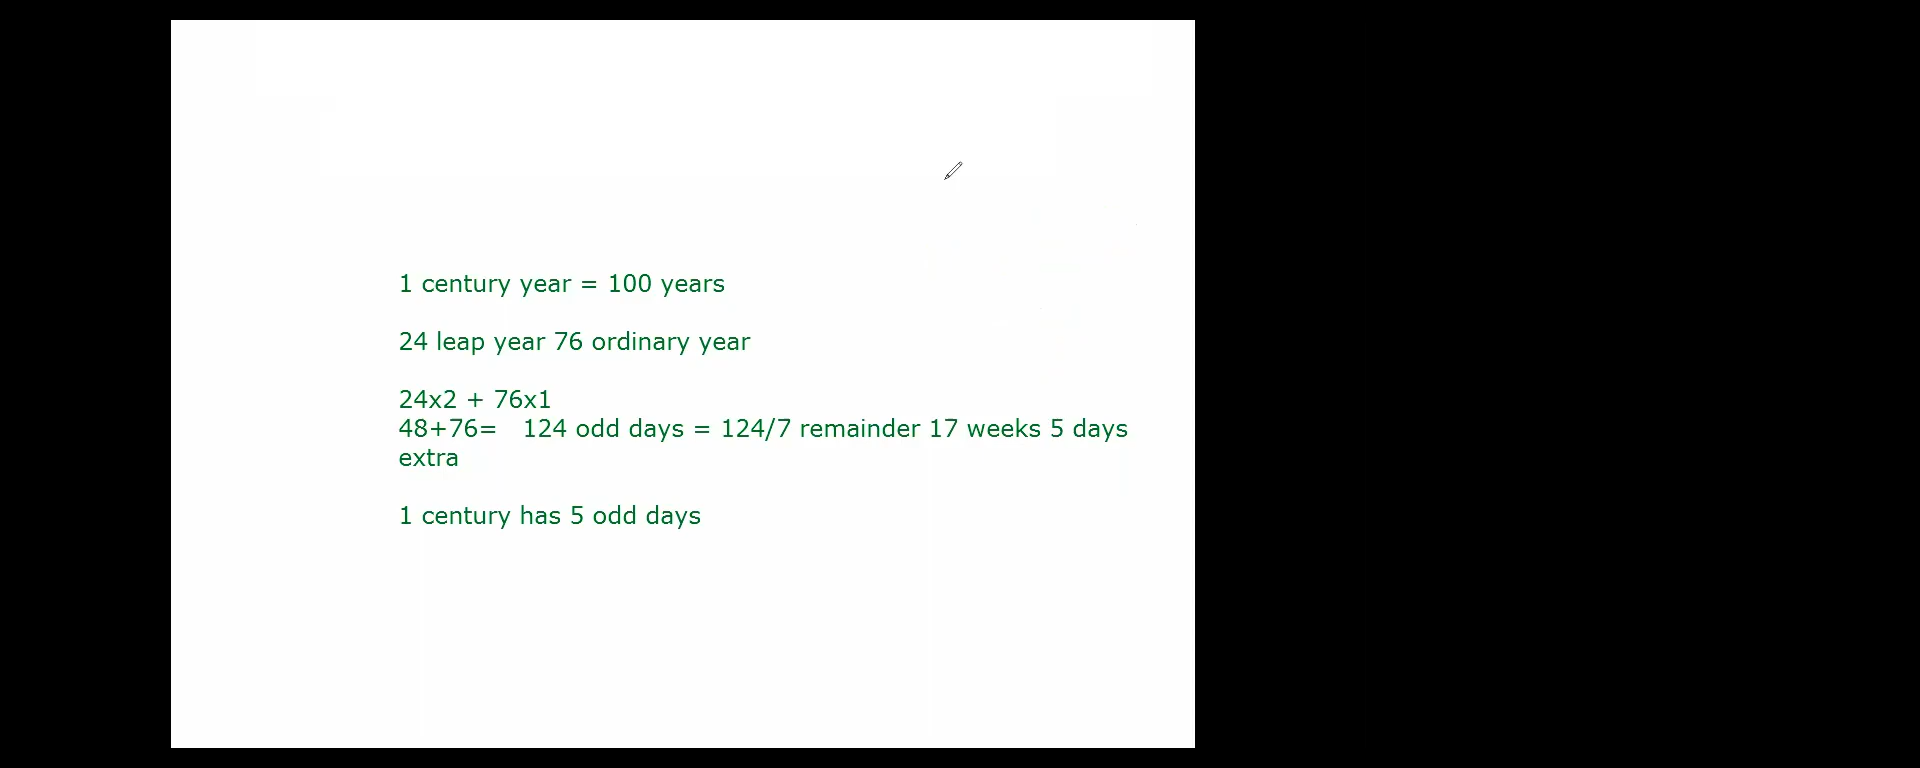 1 century year = 100 years
24 leap year 76 ordinary year
24x2 + 76x1
48+76=   124 odd days = 124/7 remainder 17 weeks 5 days
extra
1 century has 5 odd days